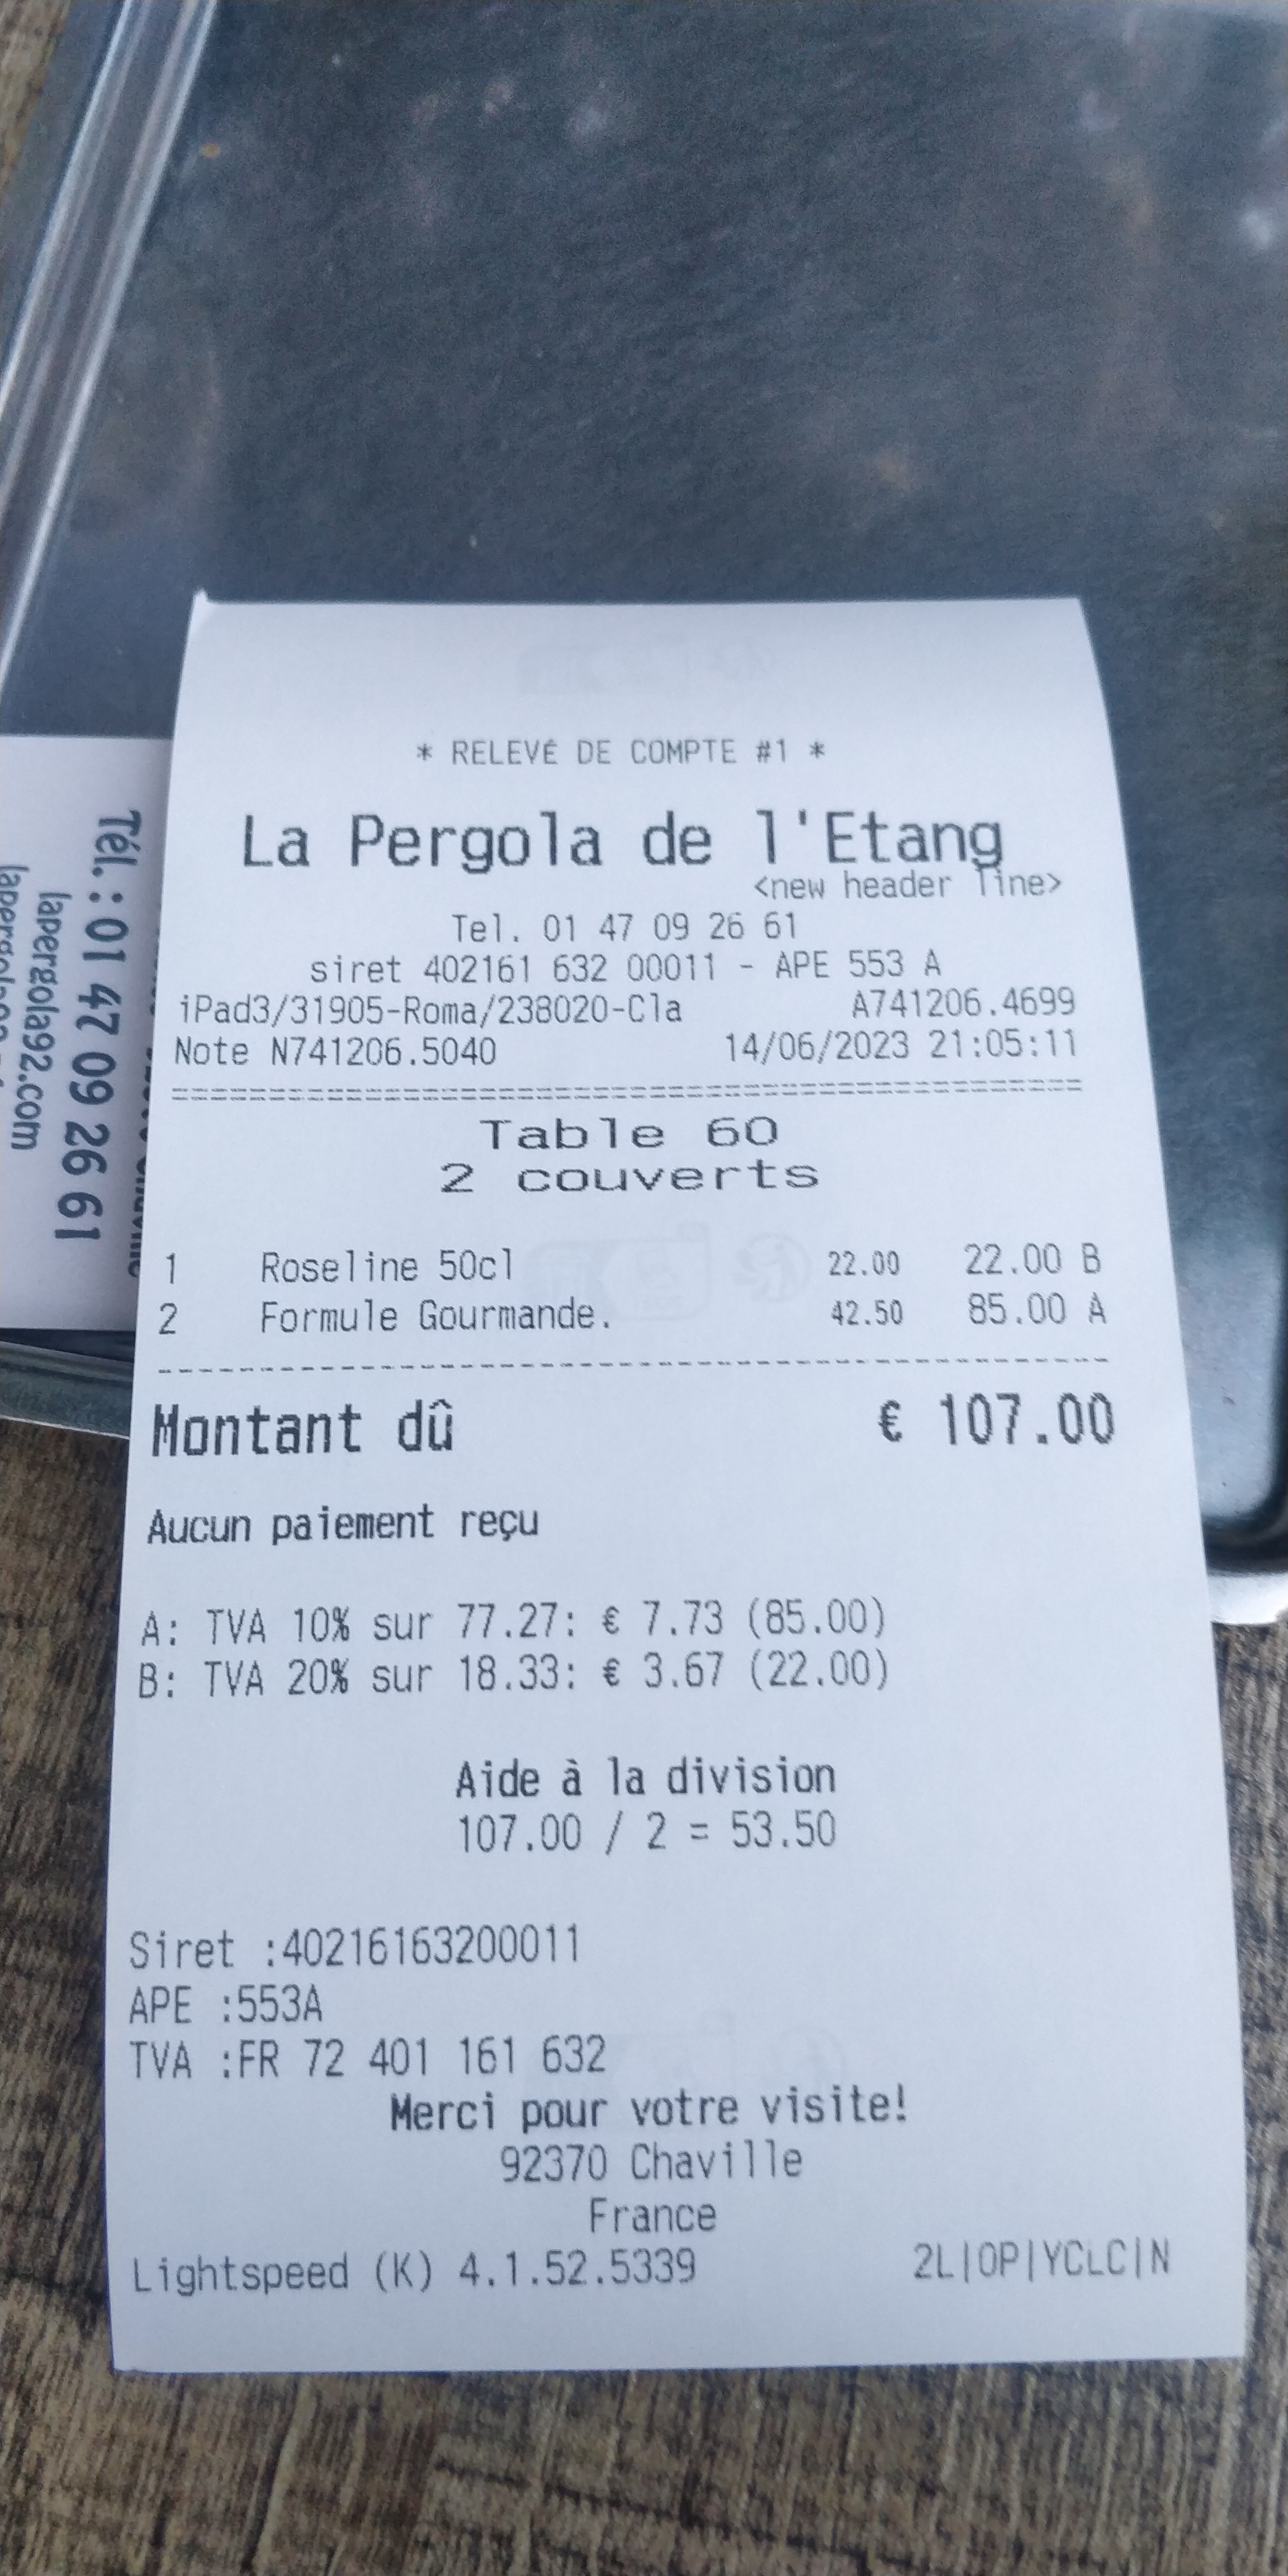 * RELEVÉ DE COMPTE #1 *
La Pergola de l'Etang
<new header line>
Tel. 01 47 09 26 61
siret 402161 632 00011 - APE 553 A
iPad3/31905-Roma/238020-Cla A741206.4699
Note N741206.5040 14/06/2023 21:05:11
Table 60
2 couverts
1 Roseline 50cl 22.00 22.00 B
2 Formule Gourmande. 42.50 85.00 A
Montant dû € 107.00
Aucun paiement reçu
A: TVA 10% sur 77.27: € 7.73 (85.00)
B: TVA 20% sur 18.33: € 3.67 (22.00)
Aide à la division
107.00 / 2 = 53.50
Siret :40216163200011
APE :553A
TVA :FR 72 401 161 632
Merci pour votre visite!
92370 Chaville
France
Lightspeed (K) 4.1.52.5339 2L|OP|YCLC|N
Tél. : 01 47 09 26 61
lapergola92.com